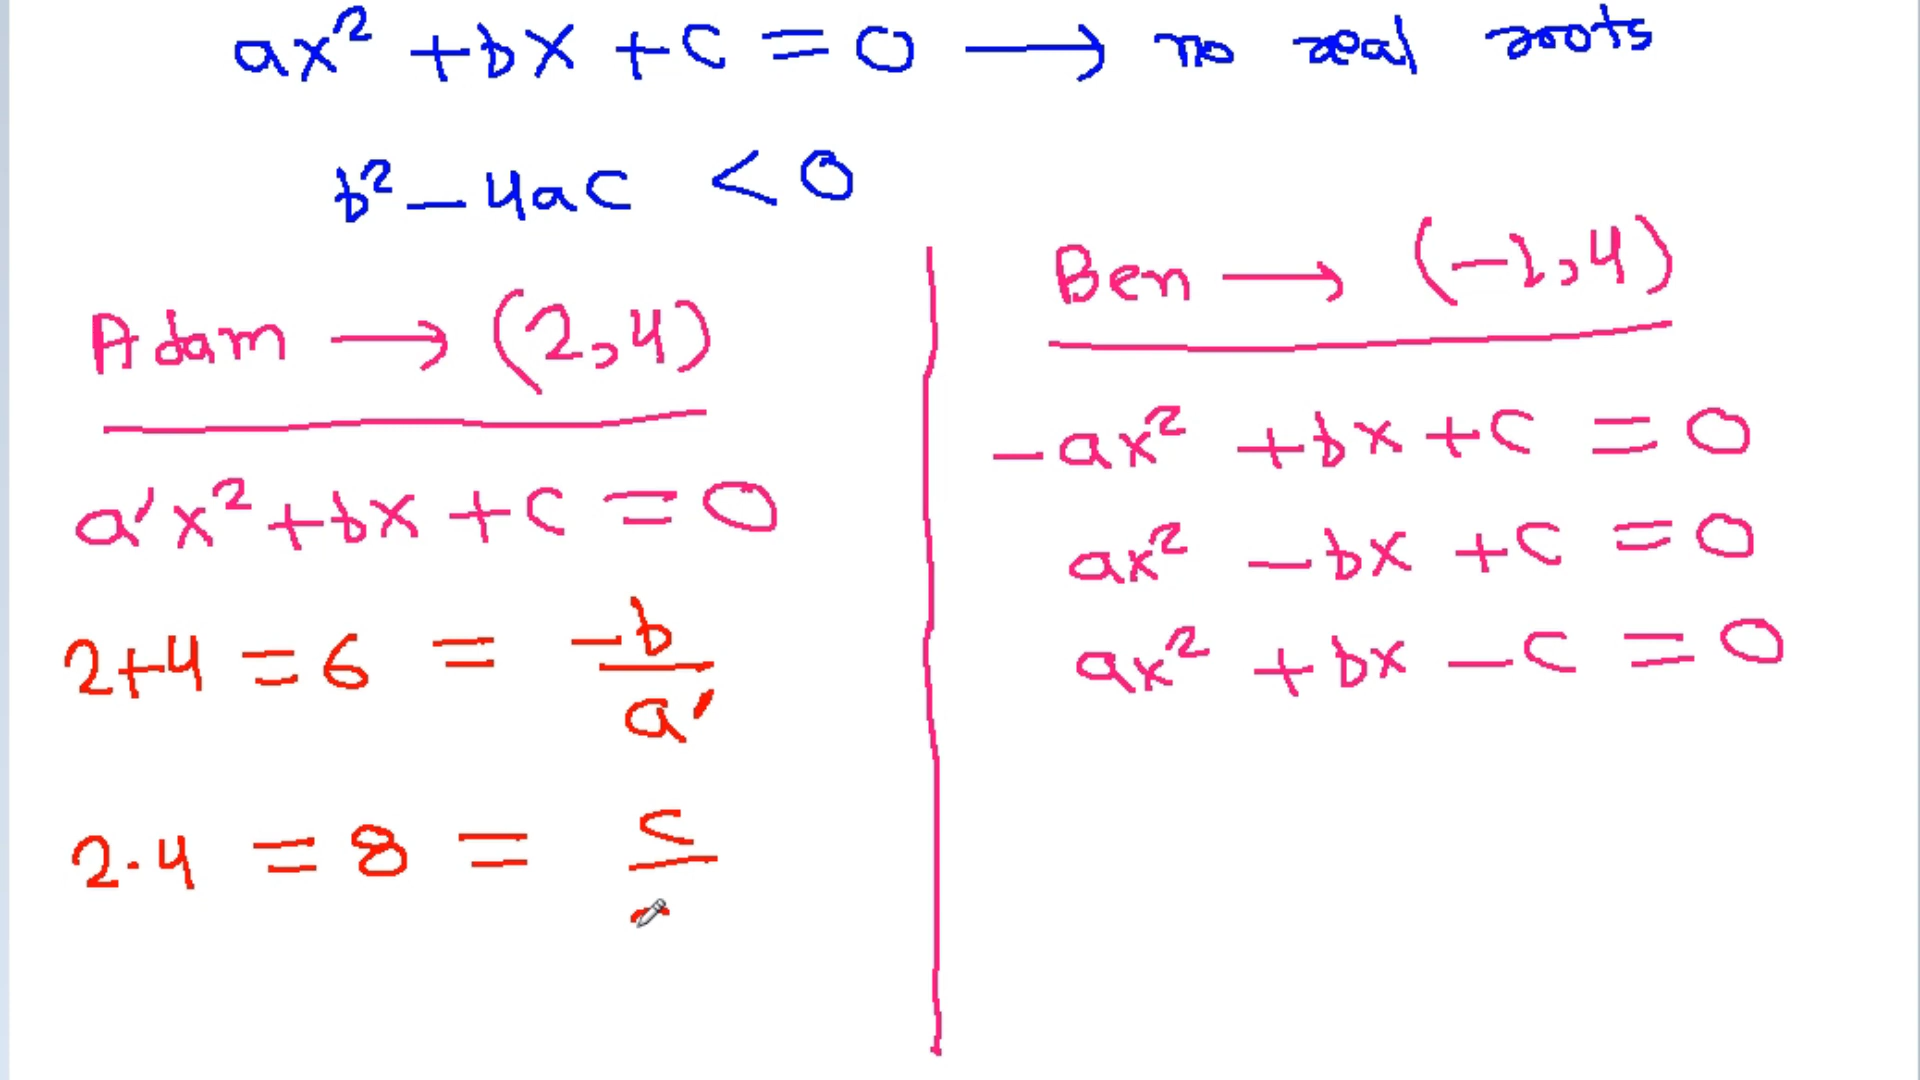 ax² + bx + c = 0 → no real roots
b² - 4ac < 0
Adam → (2,4)
a'x² + bx + c = 0
2+4 = 6 = -b/a'
2·4 = 8 = c/
Ben → (-1,4)
-ax² + bx + c = 0
ax² - bx + c = 0
ax² + bx - c = 0